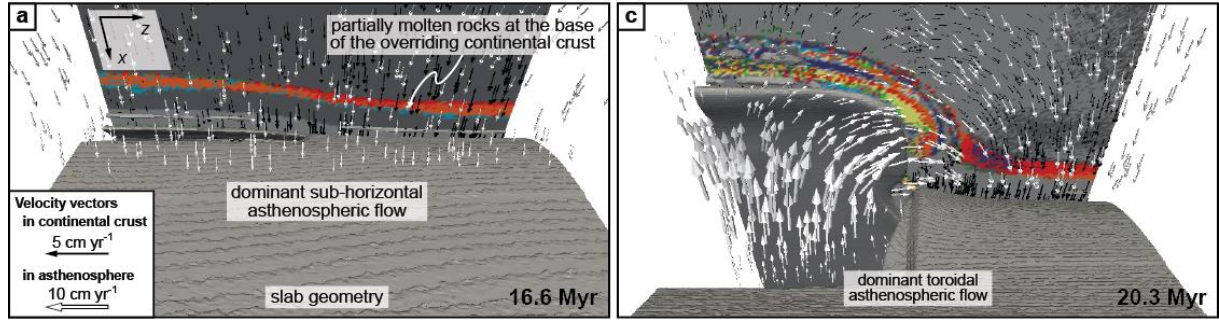 a
z
x
partially molten rocks at the base
of the overriding continental crust
dominant sub-horizontal
asthenospheric flow
Velocity vectors
in continental crust
5 cm yr-1
in asthenosphere
10 cm yr-1
slab geometry
16.6 Myr
c
dominant toroidal
asthenospheric flow
20.3 Myr